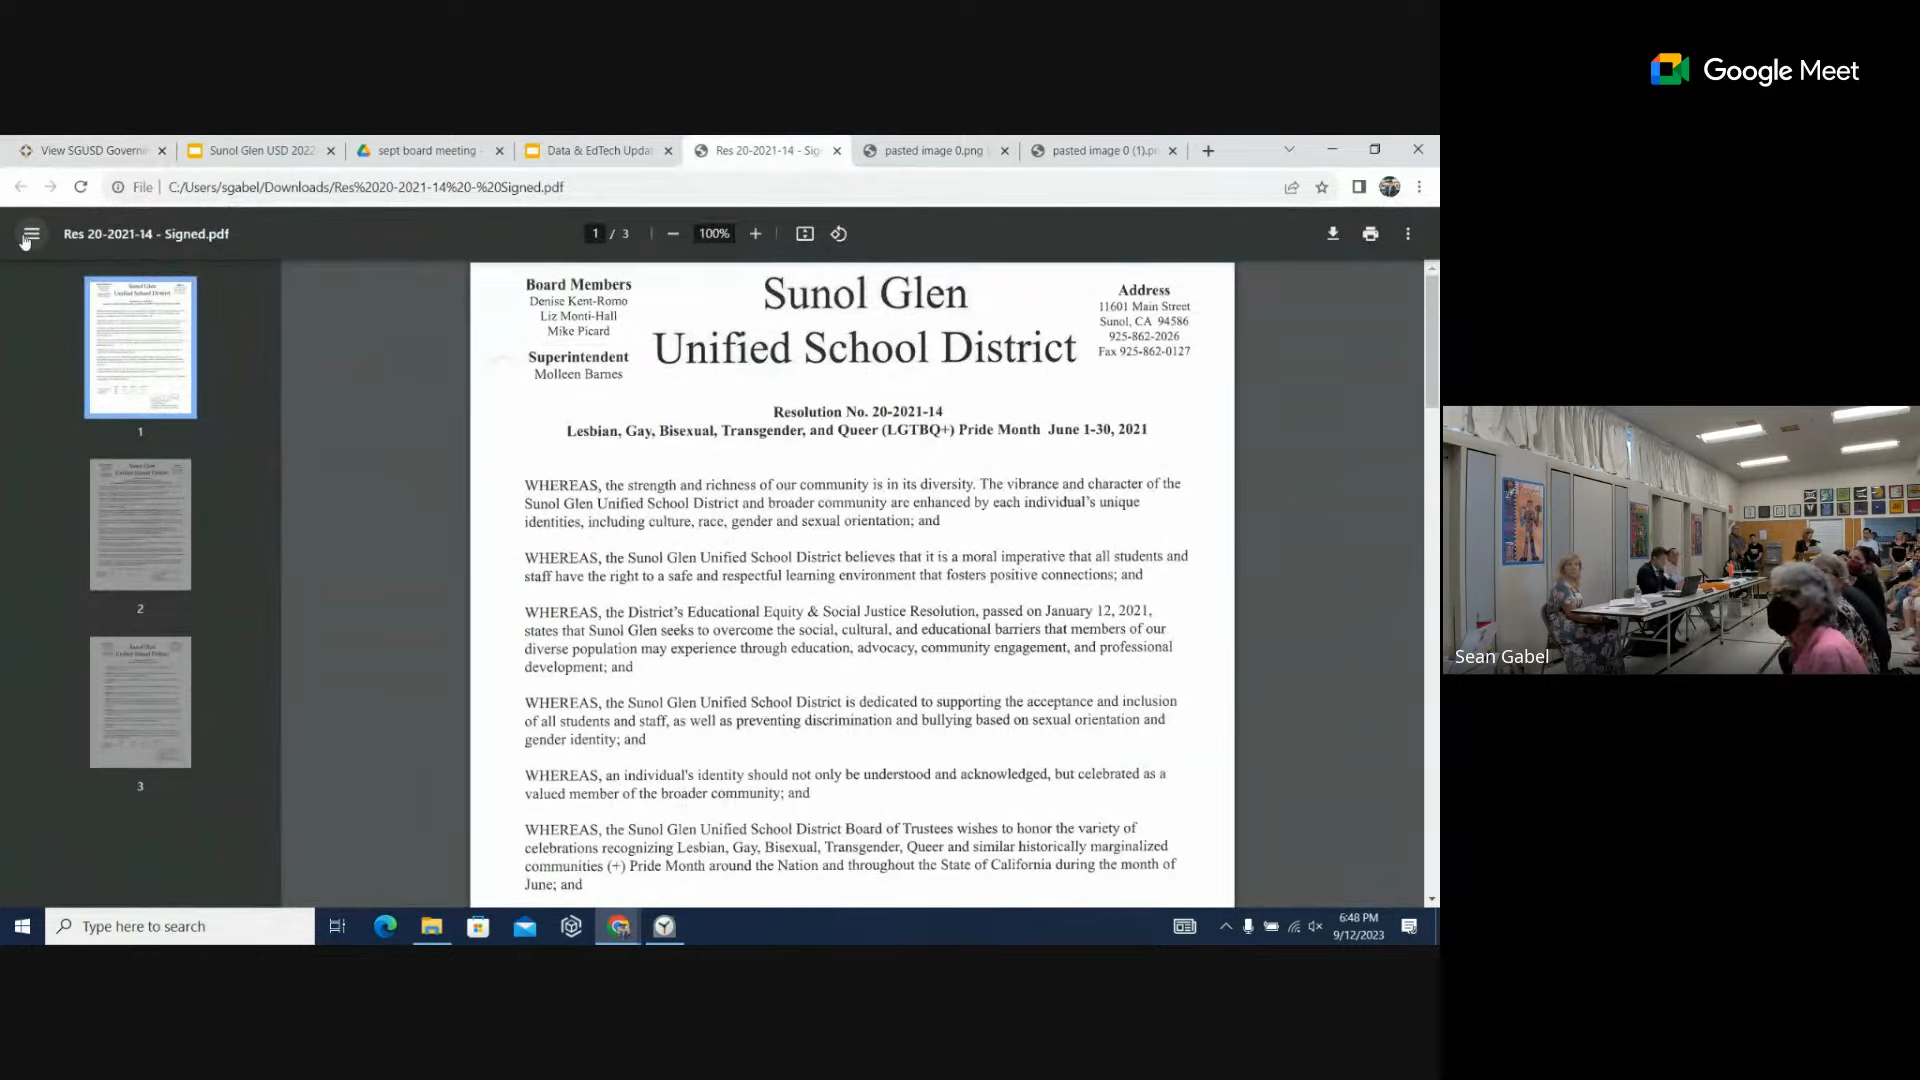 Google Meet
View SGUSD Govern
Sunol Glen USD 2022
sept board meeting -
Data & EdTech Upda
Res 20-2021-14 - Sig
pasted image 0.png
pasted image 0 (1).p
File
C:/Users/sgabel/Downloads/Res%2020-2021-14%20-%20Signed.pdf
Res 20-2021-14 - Signed.pdf
1 / 3
100%
1
2
3
Board Members
Denise Kent-Romo
Liz Monti-Hall
Mike Picard
Superintendent
Molleen Barnes
Sunol Glen
Unified School District
Address
11601 Main Street
Sunol, CA 94586
925-862-2026
Fax 925-862-0127
Resolution No. 20-2021-14
Lesbian, Gay, Bisexual, Transgender, and Queer (LGTBQ+) Pride Month June 1-30, 2021
WHEREAS, the strength and richness of our community is in its diversity. The vibrance and character of the
Sunol Glen Unified School District and broader community are enhanced by each individual's unique
identities, including culture, race, gender and sexual orientation; and
WHEREAS, the Sunol Glen Unified School District believes that it is a moral imperative that all students and
staff have the right to a safe and respectful learning environment that fosters positive connections; and
WHEREAS, the District's Educational Equity & Social Justice Resolution, passed on January 12, 2021,
states that Sunol Glen seeks to overcome the social, cultural, and educational barriers that members of our
diverse population may experience through education, advocacy, community engagement, and professional
development; and
WHEREAS, the Sunol Glen Unified School District is dedicated to supporting the acceptance and inclusion
of all students and staff, as well as preventing discrimination and bullying based on sexual orientation and
gender identity; and
WHEREAS, an individual's identity should not only be understood and acknowledged, but celebrated as a
valued member of the broader community; and
WHEREAS, the Sunol Glen Unified School District Board of Trustees wishes to honor the variety of
celebrations recognizing Lesbian, Gay, Bisexual, Transgender, Queer and similar historically marginalized
communities (+) Pride Month around the Nation and throughout the State of California during the month of
June; and
Sean Gabel
Type here to search
6:48 PM
9/12/2023